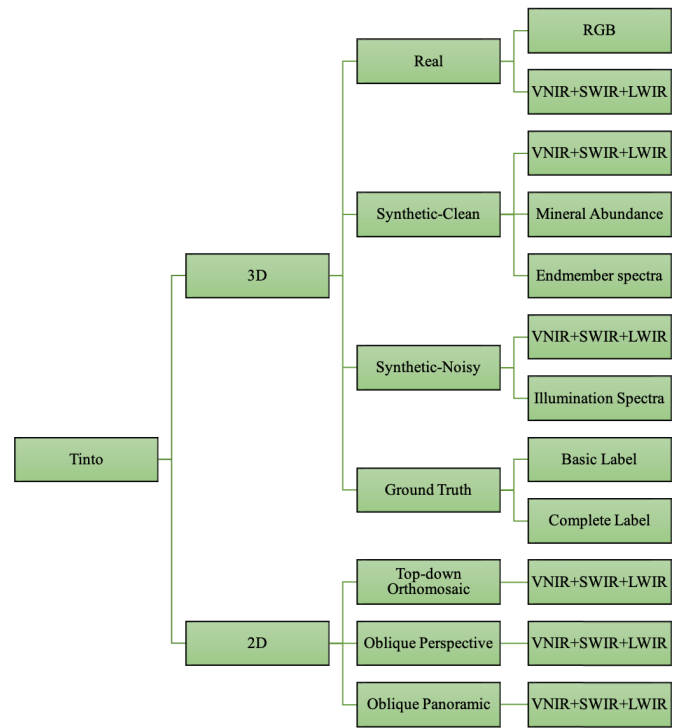 RGB
Real
VNIR+SWIR+LWIR
VNIR+SWIR+LWIR
Synthetic-Clean
Mineral Abundance
3D
Endmember spectra
VNIR+SWIR+LWIR
Synthetic-Noisy
Illumination Spectra
Tinto
Basic Label
Ground Truth
Complete Label
Top-down
Orthomosaic
VNIR+SWIR+LWIR
2D
Oblique Perspective
VNIR+SWIR+LWIR
Oblique Panoramic
VNIR+SWIR+LWIR